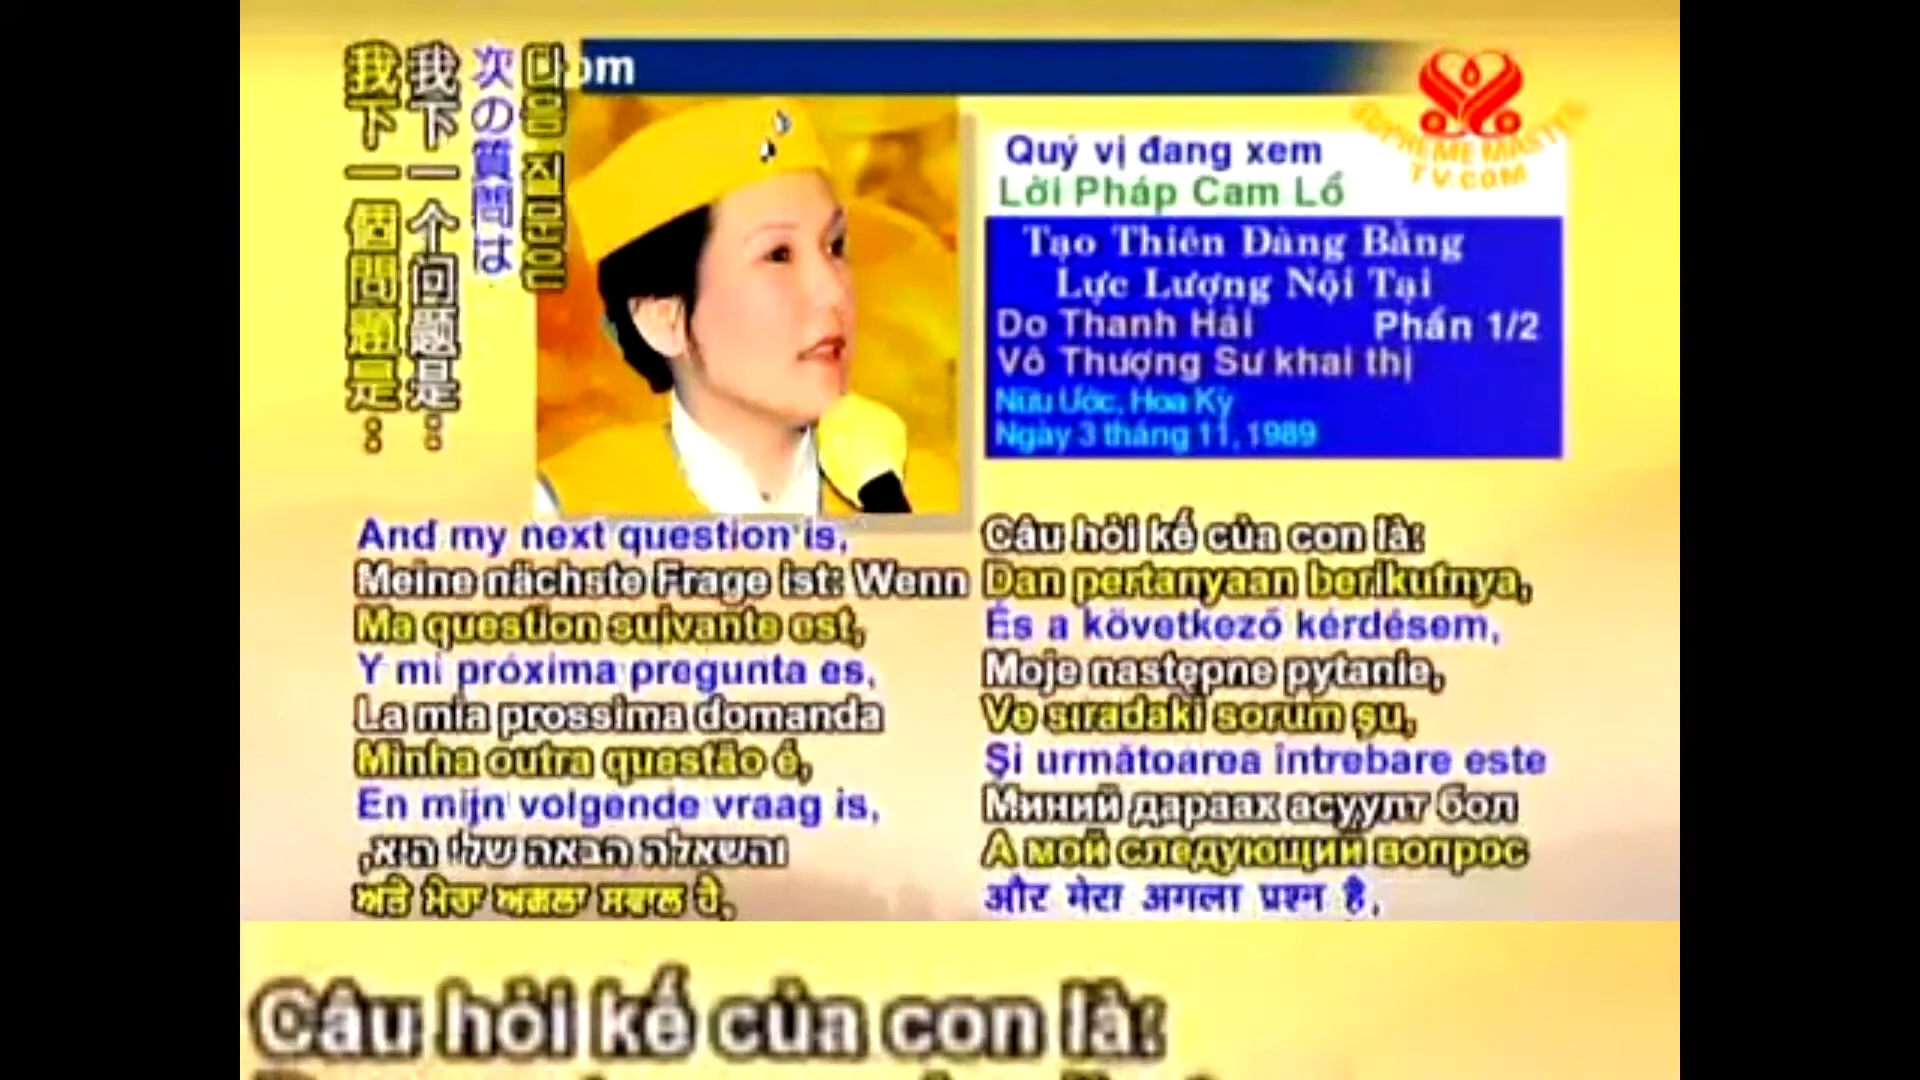 我下一個問題是：
我下一个问题是：
次の質問は
다음 질문은
om
SUPREME MASTER
TV.COM
Quý vị đang xem
Lời Pháp Cam Lồ
Tạo Thiên Đàng Bằng
Lực Lượng Nội Tại
Do Thanh Hải Phần 1/2
Vô Thượng Sư khai thị
Nữu Ước, Hoa Kỳ
Ngày 3 tháng 11, 1989
And my next question is,
Meine nächste Frage ist: Wenn
Ma question suivante est,
Y mi próxima pregunta es,
La mia prossima domanda
Minha outra questão é,
En mijn volgende vraag is,
והשאלה הבאה שלי היא,
ਅਤੇ ਮੇਰਾ ਅਗਲਾ ਸਵਾਲ ਹੈ,
Câu hỏi kế của con là:
Dan pertanyaan berikutnya,
És a következő kérdésem,
Moje następne pytanie,
Ve sıradaki sorum şu,
Şi următoarea întrebare este
Миний дараах асуулт бол
А мой следующий вопрос
और मेरा अगला प्रश्न है,
Câu hỏi kế của con là: